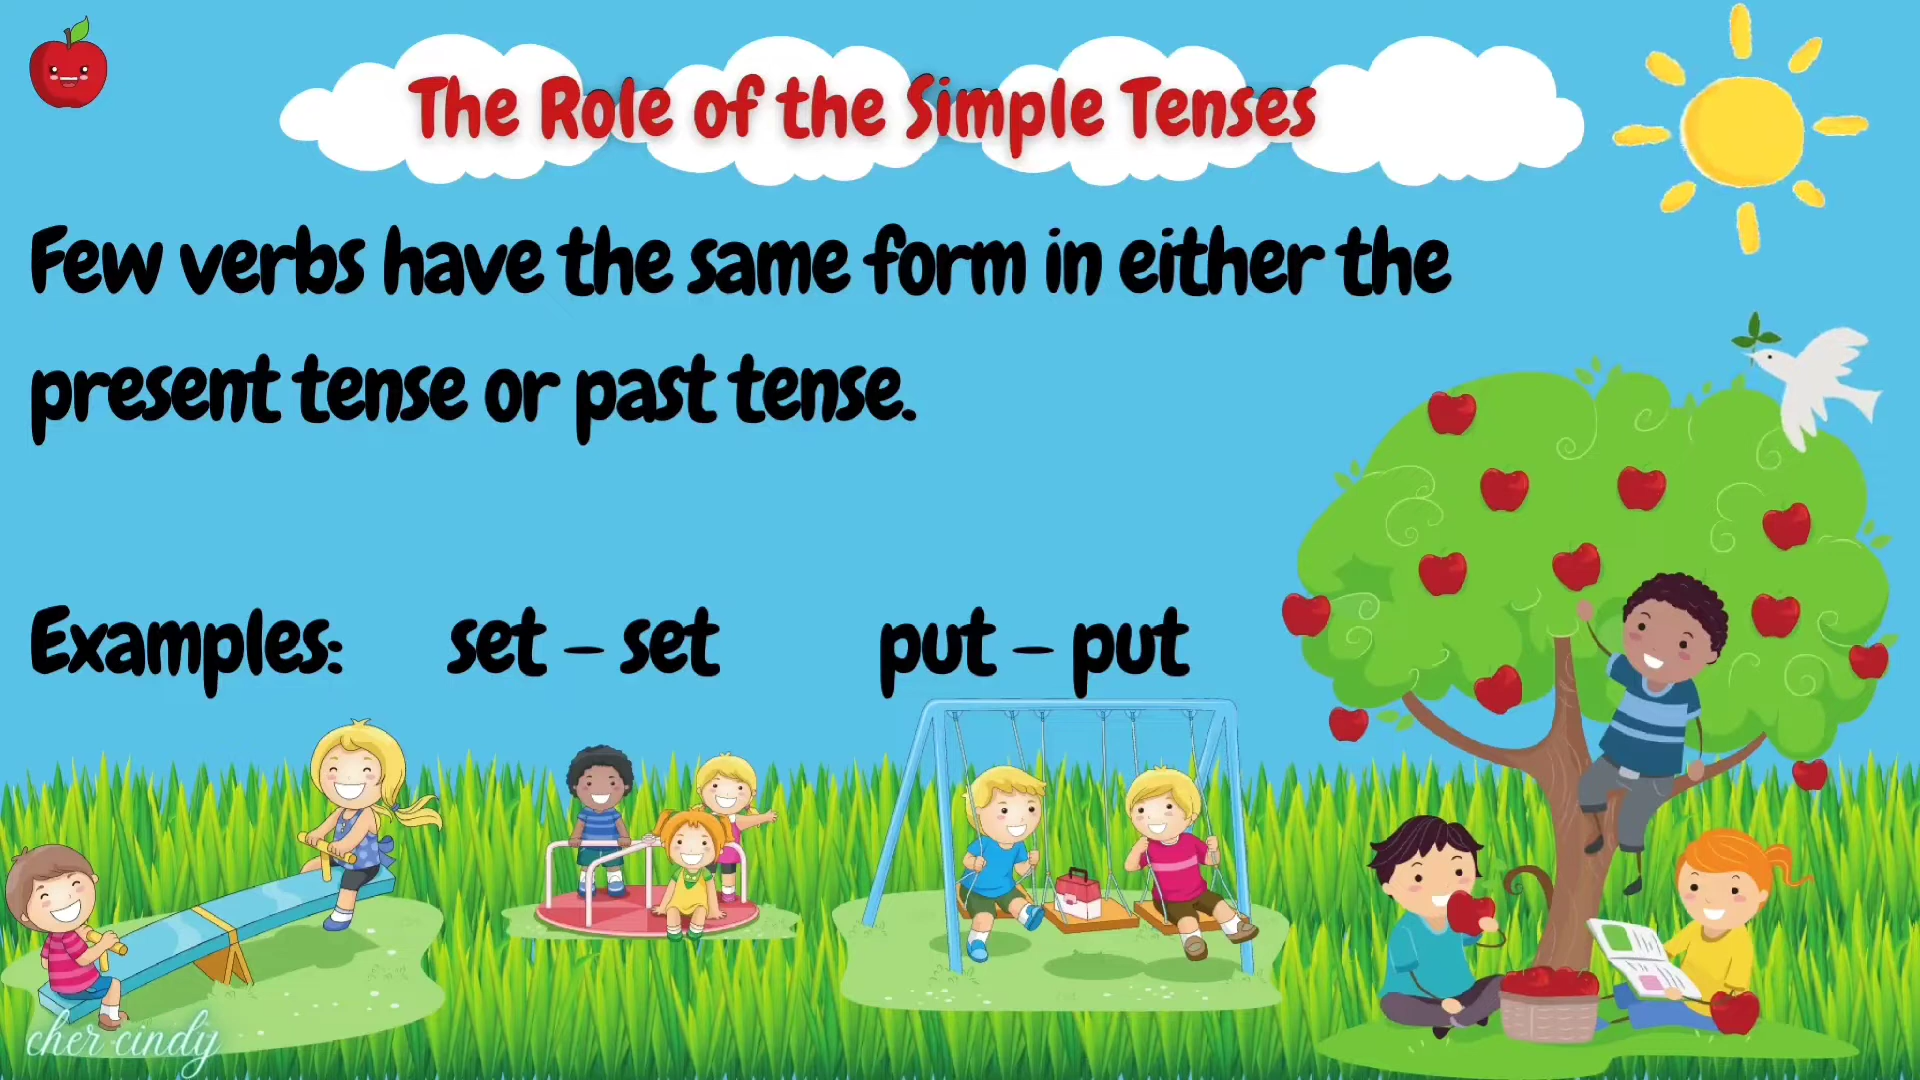 The Role of the Simple Tenses
Few verbs have the same form in either the
present tense or past tense.
Examples: set – set put – put
cher cindy